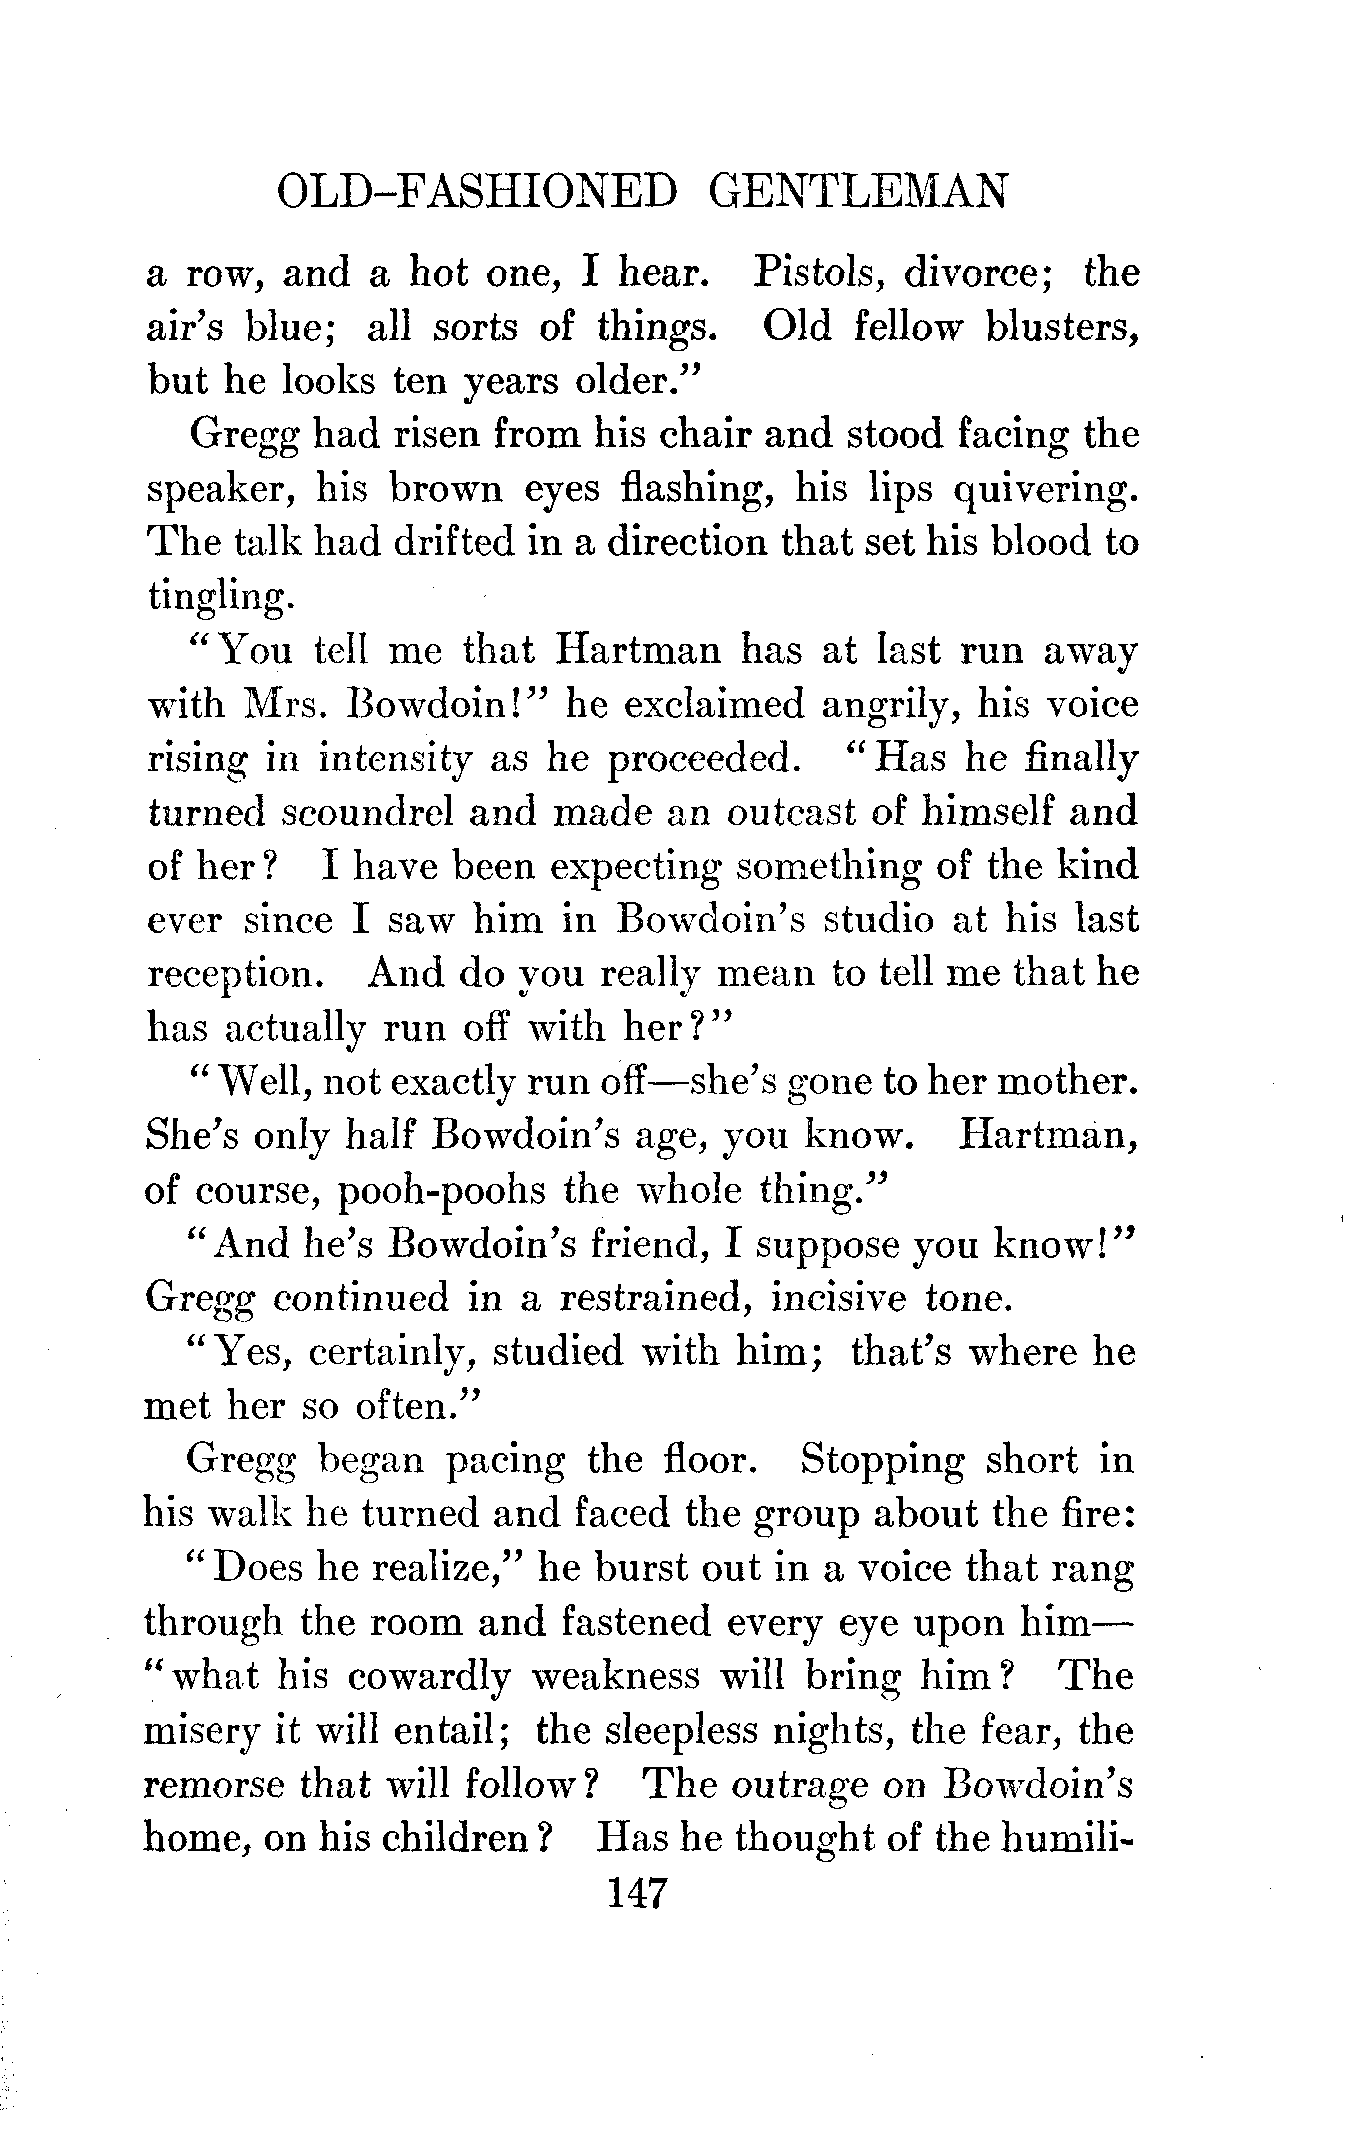 OLD-FASHIONED GENTLEMAN
a row, and a hot one, I hear. Pistols, divorce; the
air's blue; all sorts of things. Old fellow blusters,
but he looks ten years older."
Gregg had risen from his chair and stood facing the
speaker, his brown eyes flashing, his lips quivering.
The talk had drifted in a direction that set his blood to
tingling.
"You tell me that Hartman has at last run away
with Mrs. Bowdoin!" he exclaimed angrily, his voice
rising in intensity as he proceeded. "Has he finally
turned scoundrel and made an outcast of himself and
of her? I have been expecting something of the kind
ever since I saw him in Bowdoin's studio at his last
reception. And do you really mean to tell me that he
has actually run off with her?"
"Well, not exactly run off—she's gone to her mother.
She's only half Bowdoin's age, you know. Hartman,
of course, pooh-poohs the whole thing."
"And he's Bowdoin's friend, I suppose you know!"
Gregg continued in a restrained, incisive tone.
"Yes, certainly, studied with him; that's where he
met her so often."
Gregg began pacing the floor. Stopping short in
his walk he turned and faced the group about the fire:
"Does he realize," he burst out in a voice that rang
through the room and fastened every eye upon him—
"what his cowardly weakness will bring him? The
misery it will entail; the sleepless nights, the fear, the
remorse that will follow? The outrage on Bowdoin's
home, on his children? Has he thought of the humili-
147